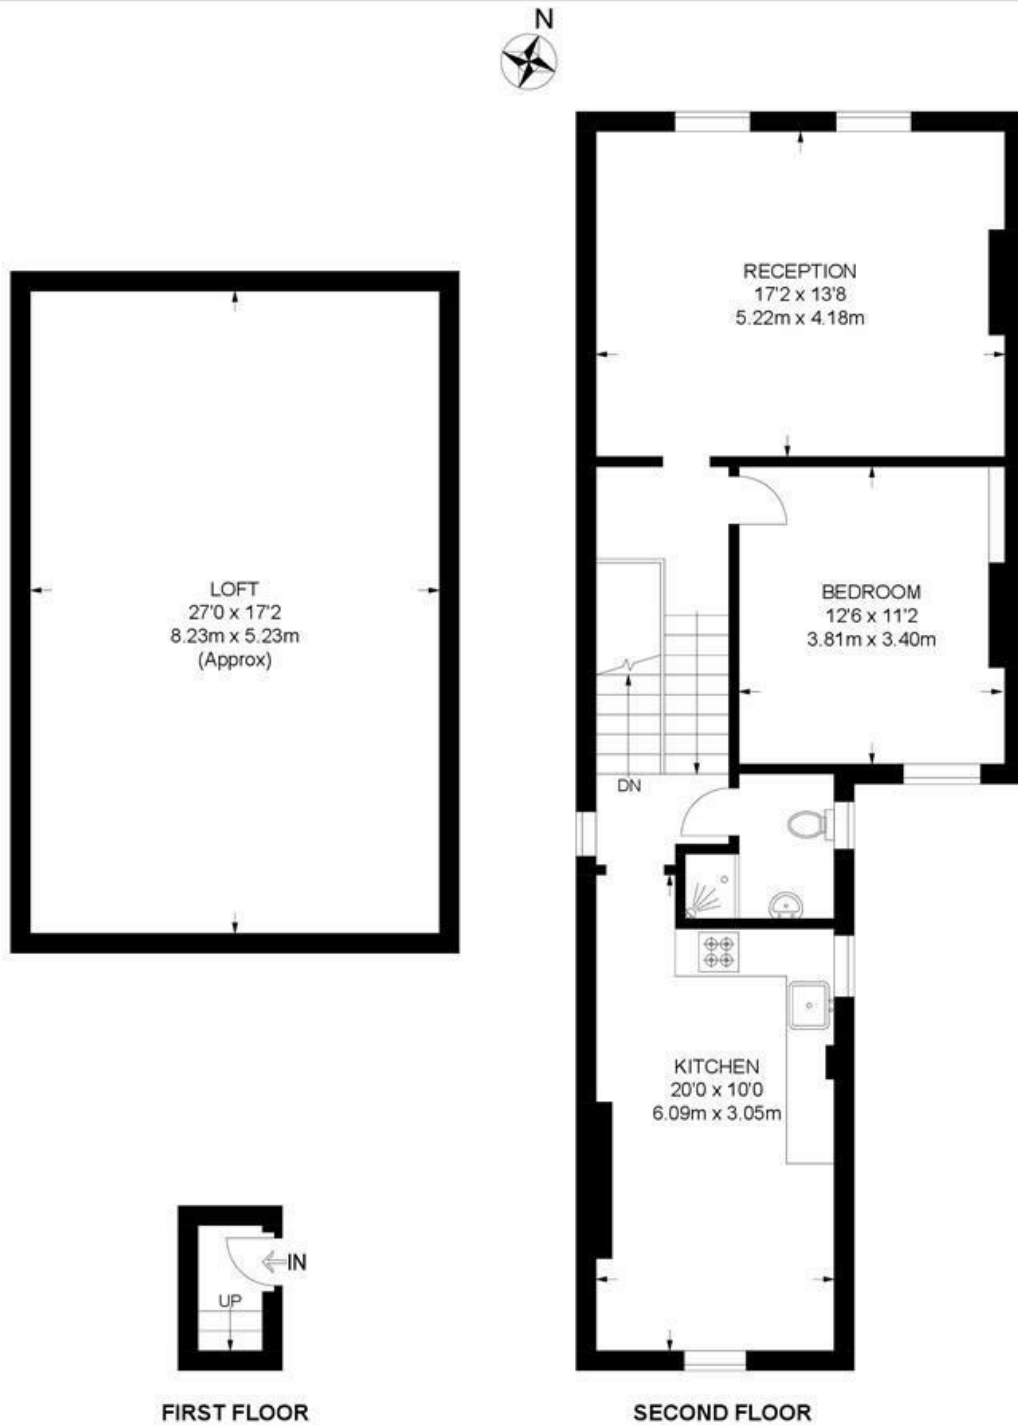 N
RECEPTION
17'2 x 13'8
5.22m x 4.18m
LOFT
27'0 x 17'2
8.23m x 5.23m
(Approx)
BEDROOM
12'6 x 11'2
3.81m x 3.40m
DN
KITCHEN
20'0 x 10'0
6.09m x 3.05m
IN
UP
FIRST FLOOR
SECOND FLOOR